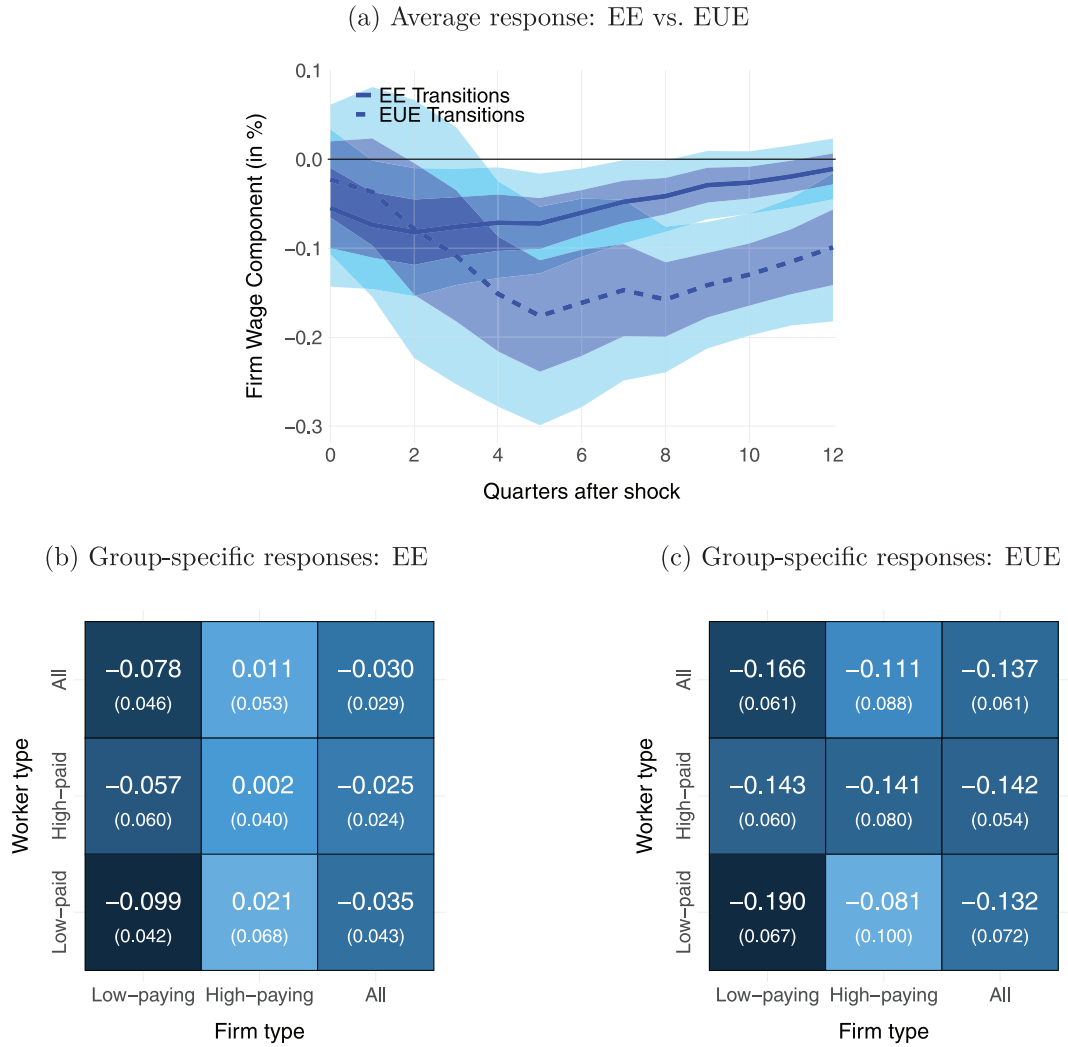 (a) Average response: EE vs. EUE
Firm Wage Component (in %)
0.1
0.0
−0.1
−0.2
−0.3
EE Transitions
EUE Transitions
0 2 4 6 8 10 12
Quarters after shock
(b) Group-specific responses: EE
Worker type
All
−0.078 0.011 −0.030
(0.046) (0.053) (0.029)
High−paid
−0.057 0.002 −0.025
(0.060) (0.040) (0.024)
Low−paid
−0.099 0.021 −0.035
(0.042) (0.068) (0.043)
Low−paying High−paying All
Firm type
(c) Group-specific responses: EUE
Worker type
All
−0.166 −0.111 −0.137
(0.061) (0.088) (0.061)
High−paid
−0.143 −0.141 −0.142
(0.060) (0.080) (0.054)
Low−paid
−0.190 −0.081 −0.132
(0.067) (0.100) (0.072)
Low−paying High−paying All
Firm type